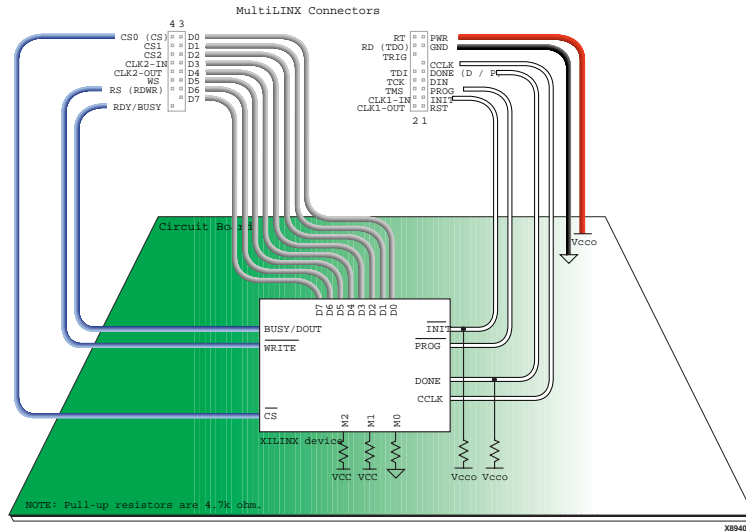 MultiLINX Connectors
4 3
CS0 (CS) D0
CS1 D1
CS2 D2
CLK2-IN D3
CLK2-OUT D4
WS D5
RS (RDWR) D6
D7
RDY/BUSY
RT PWR
RD (TDO) GND
TRIG
CCLK
TDI DONE (D / P)
TCK DIN
TMS PROG
CLK1-IN INIT
CLK1-OUT RST
2 1
Circuit Board
Vcco
D7 D6 D5 D4 D3 D2 D1 D0
BUSY/DOUT INIT
WRITE PROG
DONE
CCLK
CS M2 M1 M0
XILINX device
VCC VCC Vcco Vcco
NOTE: Pull-up resistors are 4.7k ohm.
X8940